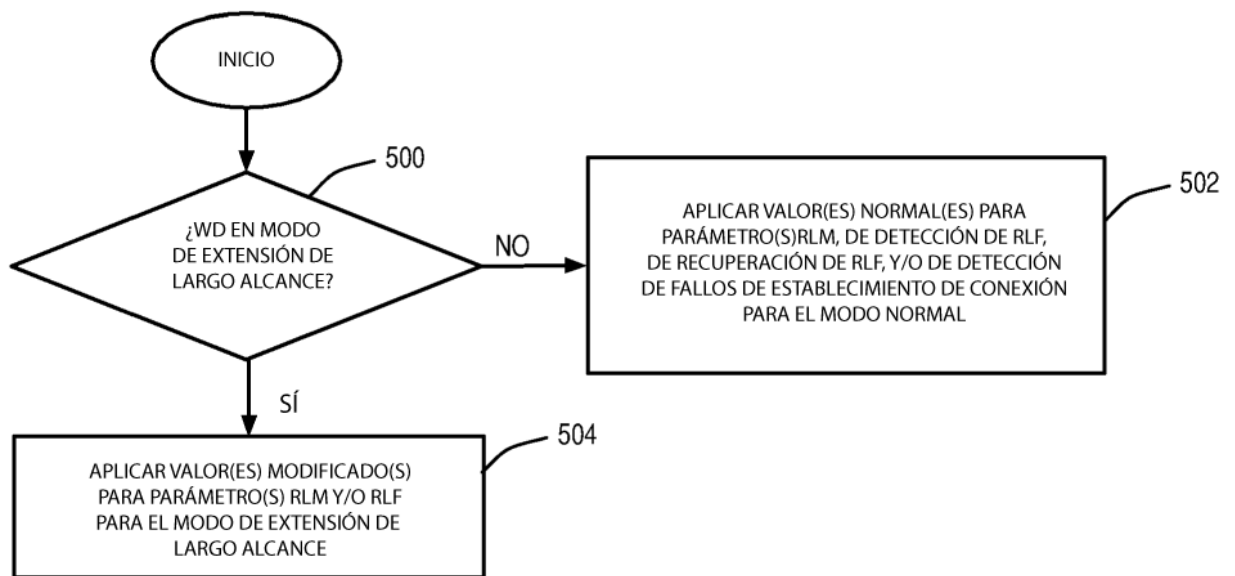 INICIO
500
¿WD EN MODO
DE EXTENSIÓN DE
LARGO ALCANCE?
NO
502
APLICAR VALOR(ES) NORMAL(ES) PARA
PARÁMETRO(S)RLM, DE DETECCIÓN DE RLF,
DE RECUPERACIÓN DE RLF, Y/O DE DETECCIÓN
DE FALLOS DE ESTABLECIMIENTO DE CONEXIÓN
PARA EL MODO NORMAL
SÍ
504
APLICAR VALOR(ES) MODIFICADO(S)
PARA PARÁMETRO(S) RLM Y/O RLF
PARA EL MODO DE EXTENSIÓN DE
LARGO ALCANCE